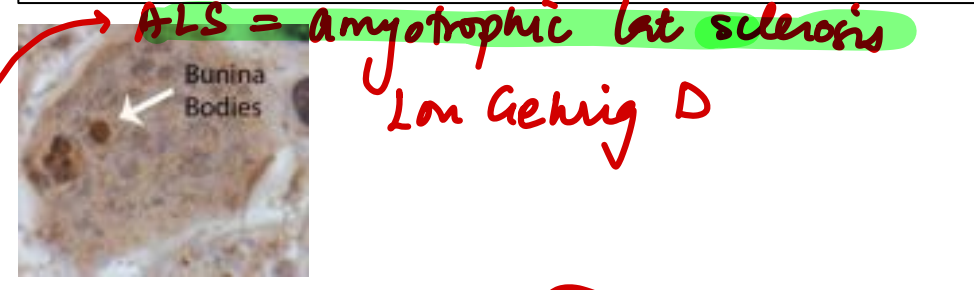 ALS = amyotrophic lat sclerosis
Bunina
Bodies
Lou Gehrig D